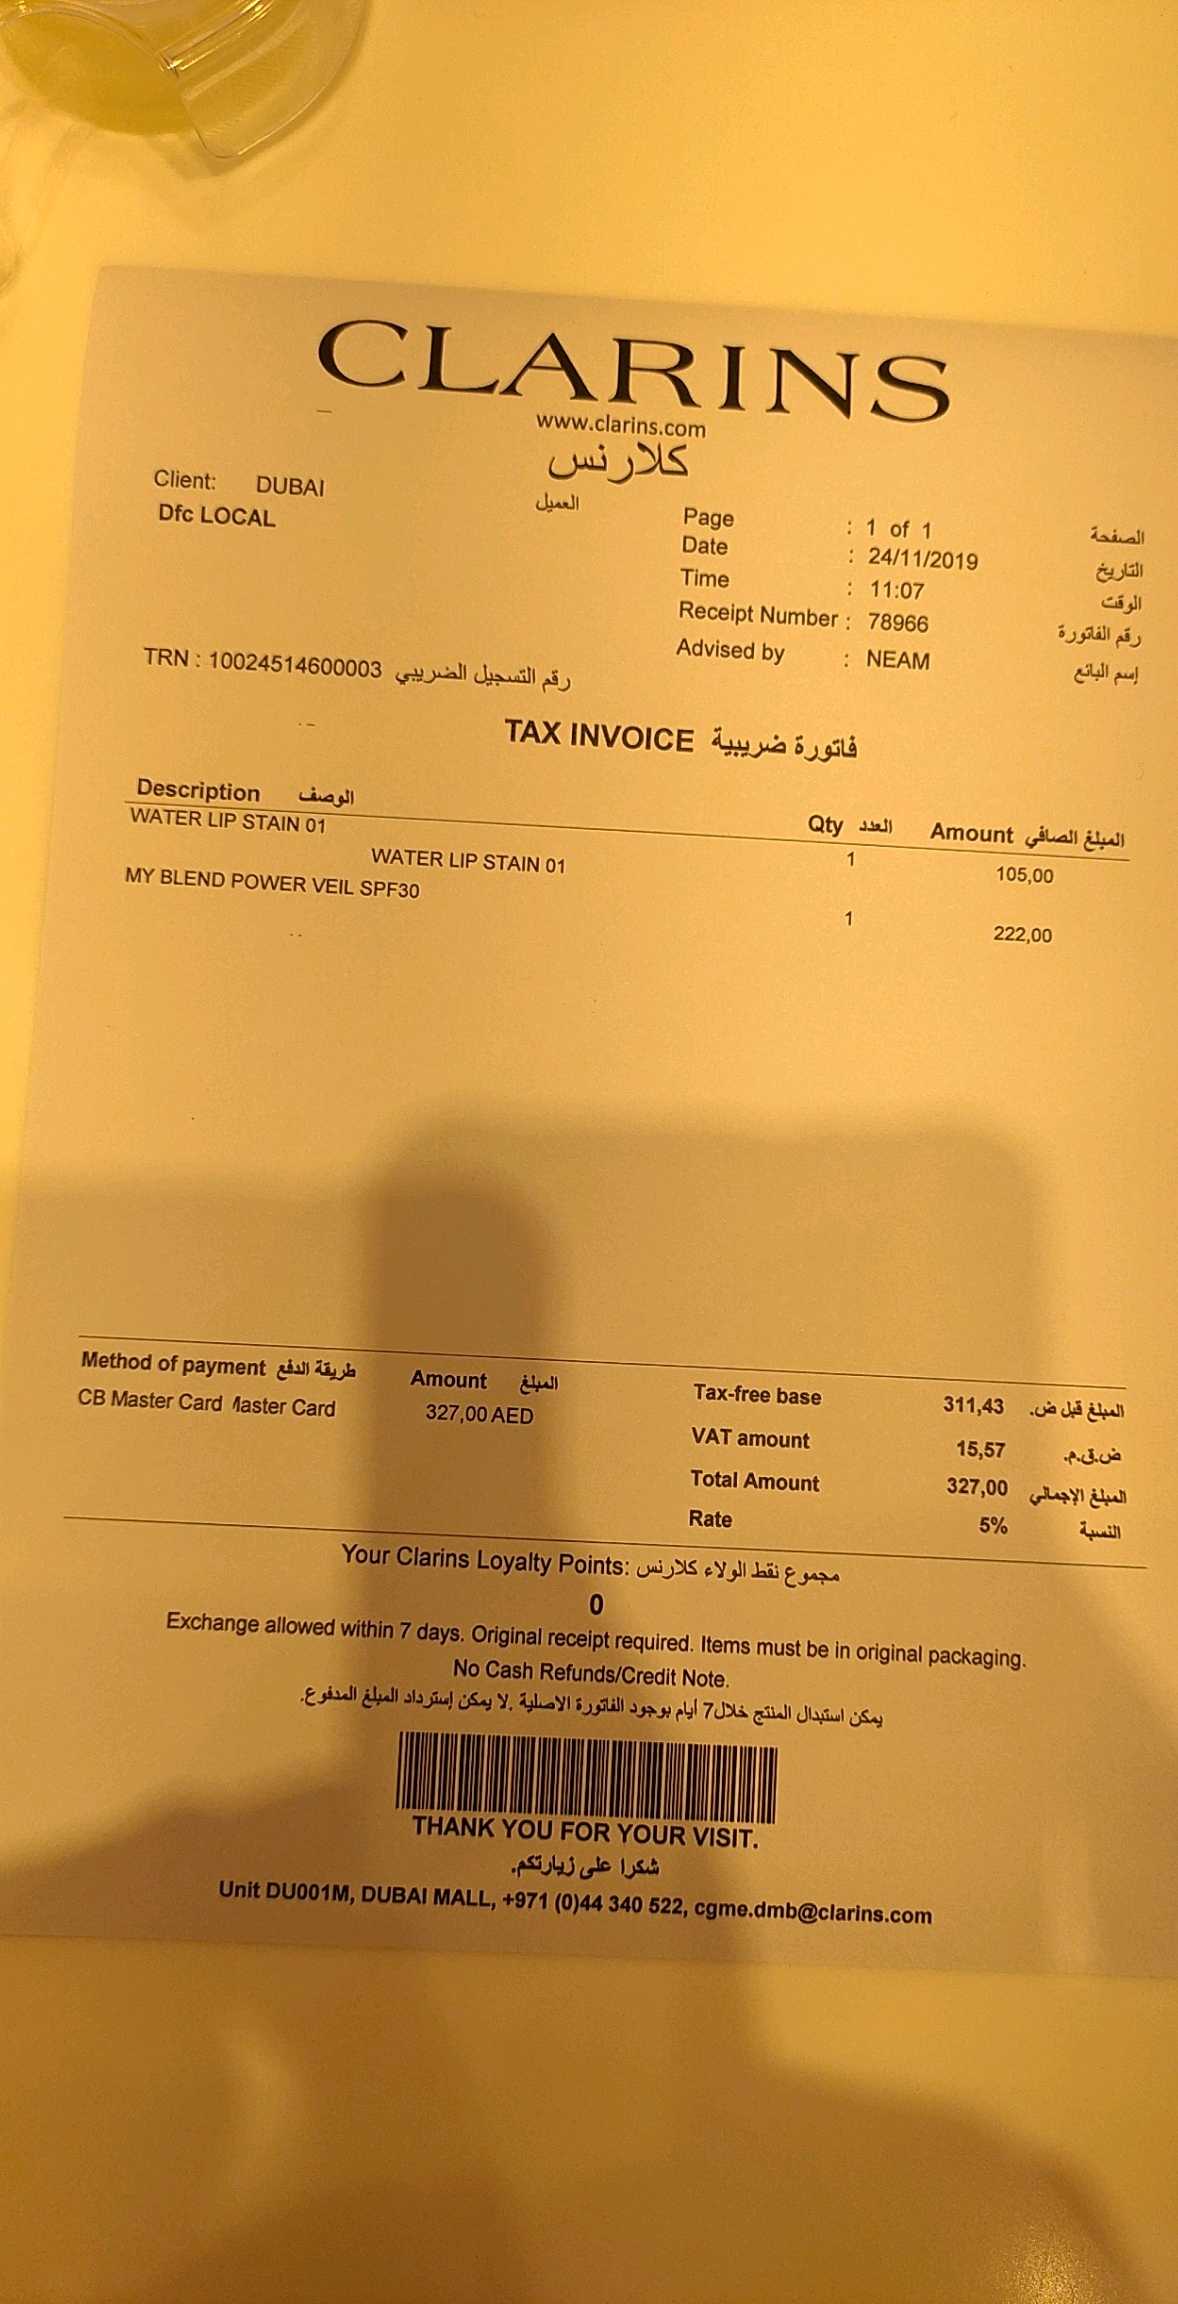 CLARINS
www.clarins.com
كلارنس
Client: DUBAI العميل
Dfc LOCAL
Page : 1 of 1 الصفحة
Date : 24/11/2019 التاريخ
Time : 11:07 الوقت
Receipt Number : 78966 رقم الفاتورة
Advised by : NEAM إسم البائع
TRN : 10024514600003 رقم التسجيل الضريبي
TAX INVOICE فاتورة ضريبية
Description الوصف Qty العدد Amount المبلغ الصافي
WATER LIP STAIN 01
WATER LIP STAIN 01 1 105,00
MY BLEND POWER VEIL SPF30
1 222,00
Method of payment طريقة الدفع Amount المبلغ
CB Master Card Master Card 327,00 AED
Tax-free base 311,43 المبلغ قبل ض.
VAT amount 15,57 ض.ق.م.
Total Amount 327,00 المبلغ الإجمالي
Rate 5% النسبة
Your Clarins Loyalty Points: مجموع نقط الولاء كلارنس
0
Exchange allowed within 7 days. Original receipt required. Items must be in original packaging.
No Cash Refunds/Credit Note.
يمكن استبدال المنتج خلال7 أيام بوجود الفاتورة الاصلية .لا يمكن إسترداد المبلغ المدفوع.
THANK YOU FOR YOUR VISIT.
شكرا على زيارتكم.
Unit DU001M, DUBAI MALL, +971 (0)44 340 522, cgme.dmb@clarins.com